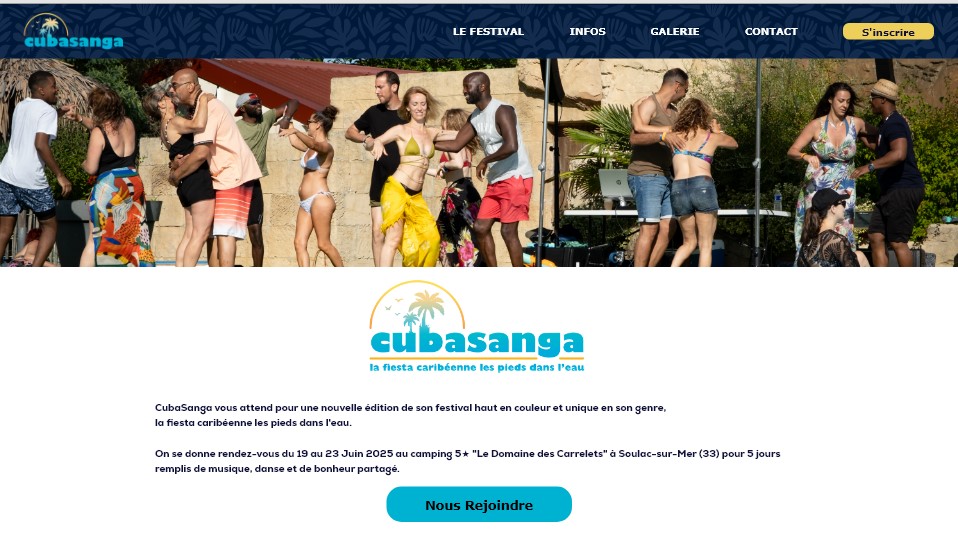 cubasanga
LE FESTIVAL
INFOS
GALERIE
CONTACT
S'inscrire
cubasanga
la fiesta caribéenne les pieds dans l'eau
CubaSanga vous attend pour une nouvelle édition de son festival haut en couleur et unique en son genre,
la fiesta caribéenne les pieds dans l'eau.
On se donne rendez-vous du 19 au 23 Juin 2025 au camping 5★ "Le Domaine des Carrelets" à Soulac-sur-Mer (33) pour 5 jours
remplis de musique, danse et de bonheur partagé.
Nous Rejoindre